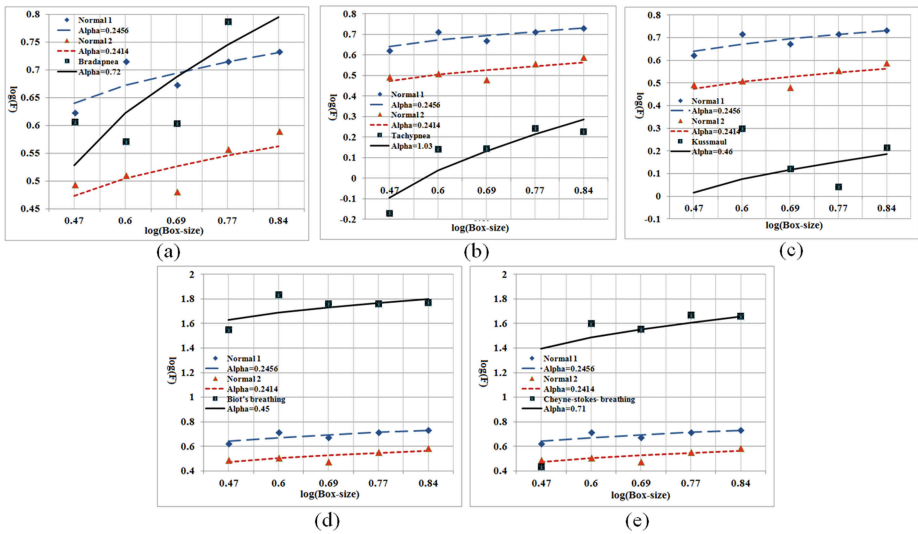 0.8
0.75
0.7
0.65
0.6
0.55
0.5
0.45
log(F)
Normal 1
Alpha=0.2456
Normal 2
Alpha=0.2414
Bradapnea
Alpha=0.72
0.47 0.6 0.69 0.77 0.84
log(Box-size)
(a)
0.8
0.7
0.6
0.5
0.4
0.3
0.2
0.1
0
-0.1
-0.2
log(F)
Normal 1
Alpha=0.2456
Normal 2
Alpha=0.2414
Tachypnea
Alpha=1.03
0.47 0.6 0.69 0.77 0.84
log(Box-size)
(b)
0.8
0.7
0.6
0.5
0.4
0.3
0.2
0.1
0
0.1
log(F)
Normal 1
Alpha=0.2456
Normal 2
Alpha=0.2414
Kussmaul
Alpha=0.46
0.47 0.6 0.69 0.77 0.84
log(Box-size)
(c)
2
1.8
1.6
1.4
1.2
1
0.8
0.6
0.4
log(F)
Normal 1
Alpha=0.2456
Normal 2
Alpha=0.2414
Biot's breathing
Alpha=0.45
0.47 0.6 0.69 0.77 0.84
log(Box-size)
(d)
2
1.8
1.6
1.4
1.2
1
0.8
0.6
0.4
log(F)
Normal 1
Alpha=0.2456
Normal 2
Alpha=0.2414
Cheyne-stokes-breathing
Alpha=0.71
0.47 0.6 0.69 0.77 0.84
log(Box-size)
(e)